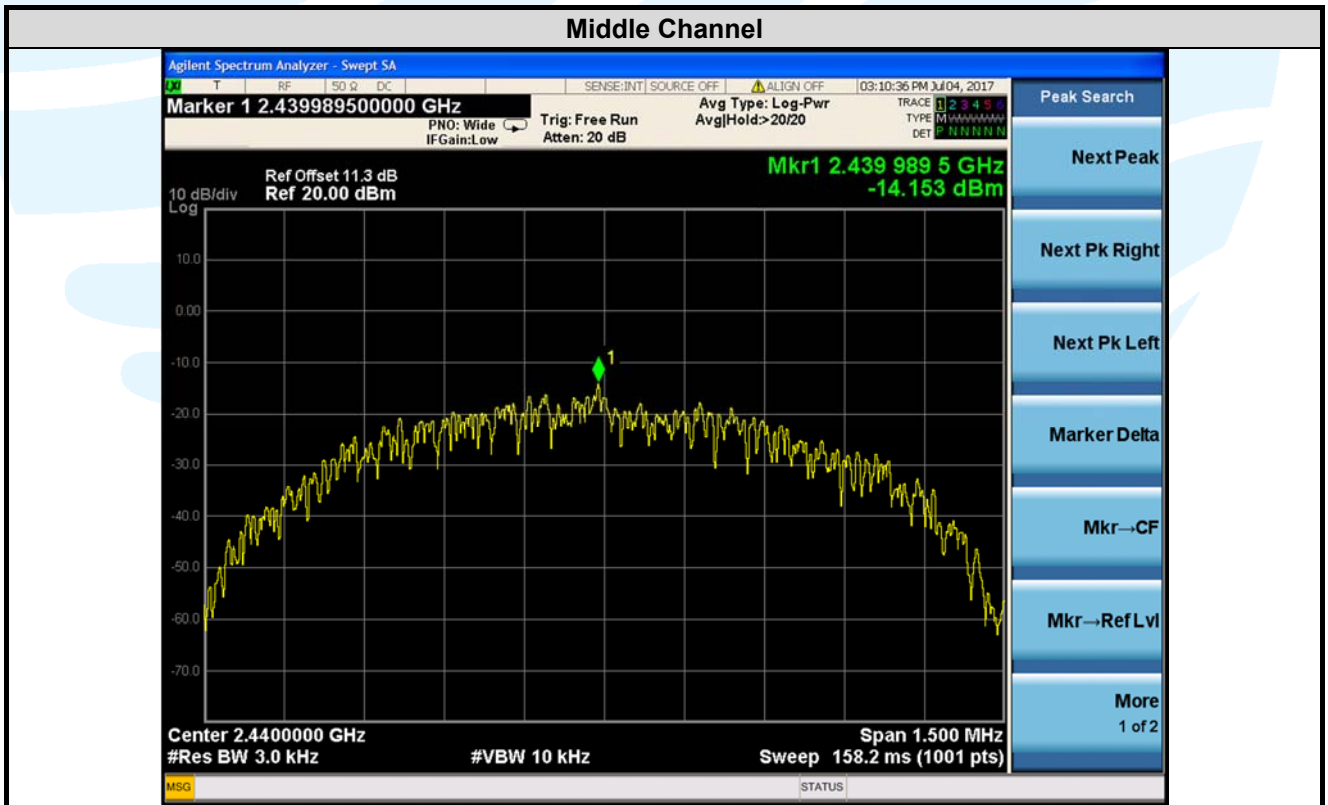 Middle Channel
Agilent Spectrum Analyzer - Swept SA
LXI T RF 50 Ω DC SENSE:INT SOURCE OFF ALIGN OFF 03:10:36 PM Jul 04, 2017
Marker 1 2.439989500000 GHz
PNO: Wide
IFGain:Low
Trig: Free Run
Atten: 20 dB
Avg Type: Log-Pwr
Avg|Hold:>20/20
TRACE 1 2 3 4 5 6
TYPE M
DET P N N N N N
Ref Offset 11.3 dB
Ref 20.00 dBm
10 dB/div
Log
Mkr1 2.439 989 5 GHz
-14.153 dBm
10.0
0.00
-10.0
-20.0
-30.0
-40.0
-50.0
-60.0
-70.0
1
Center 2.4400000 GHz
Span 1.500 MHz
#Res BW 3.0 kHz
#VBW 10 kHz
Sweep 158.2 ms (1001 pts)
MSG
STATUS
Peak Search
Next Peak
Next Pk Right
Next Pk Left
Marker Delta
Mkr→CF
Mkr→Ref Lvl
More
1 of 2